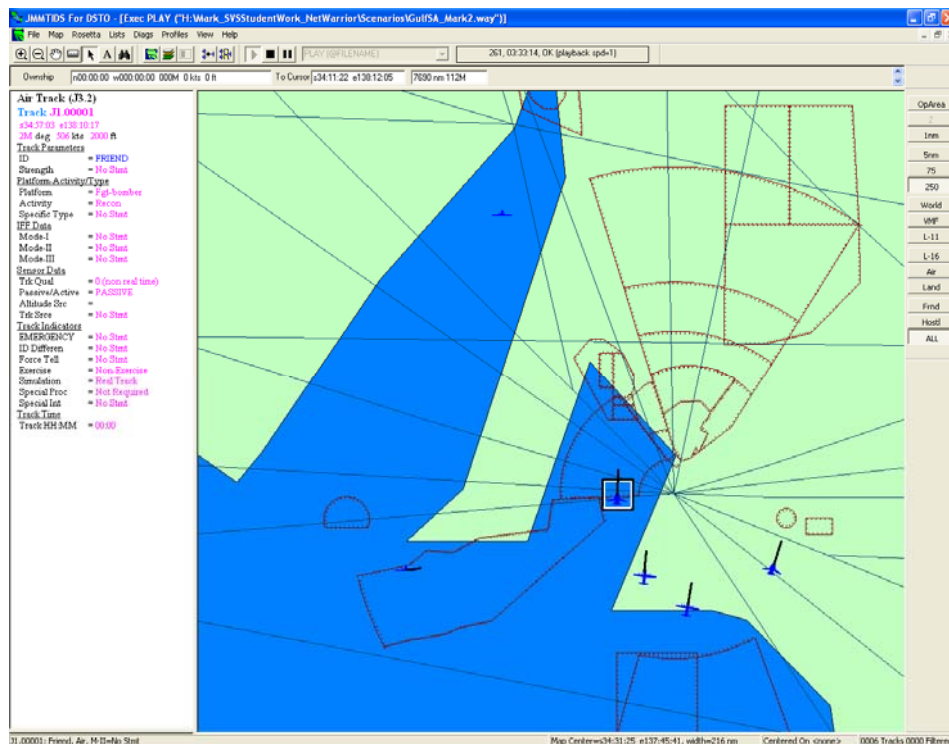 JMMTIDS For DSTO - [Exec PLAY ("H:\Mark_SVSStudentWork_NetWarrior\Scenarios\GulfSA_Mark2.way")]
File Map Rosetta Lists Diags Profiles View Help
A PLAY (@FILENAME) 261, 03:33:14, OK (playback spd=1)
Ownship n00:00:00 w000:00:00 000M 0 kts 0 ft To Cursor s34:11:22 e138:12:05 7690 nm 112M
Air Track (J3.2)
Track J1.00001
s34:57:03 e138:10:17
2M deg 506 kts 2000 ft
Track Parameters
ID = FRIEND
Strength = No Stmt
Platform-Activity/Type
Platform = Fgt-bomber
Activity = Recon
Specific Type = No Stmt
IFF Data
Mode-I = No Stmt
Mode-II = No Stmt
Mode-III = No Stmt
Sensor Data
Trk Qual = 0 (non real time)
Passive/Active = PASSIVE
Altitude Src =
Trk Srce = No Stmt
Track Indicators
EMERGENCY = No Stmt
ID Differen = No Stmt
Force Tell = No Stmt
Exercise = Non-Exercise
Simulation = Real Track
Special Proc = Not Required
Special Int = No Stmt
Track Time
Track HH:MM = 00:00
OpArea
2
1nm
5nm
75
250
World
VMF
L-11
L-16
Air
Land
Frnd
Hostl
ALL
J1.00001: Friend, Air, M-II=No Stmt Map Center=s34:31:25 e137:45:41, width=216 nm Centered On <none> 0006 Tracks 0000 Filtere